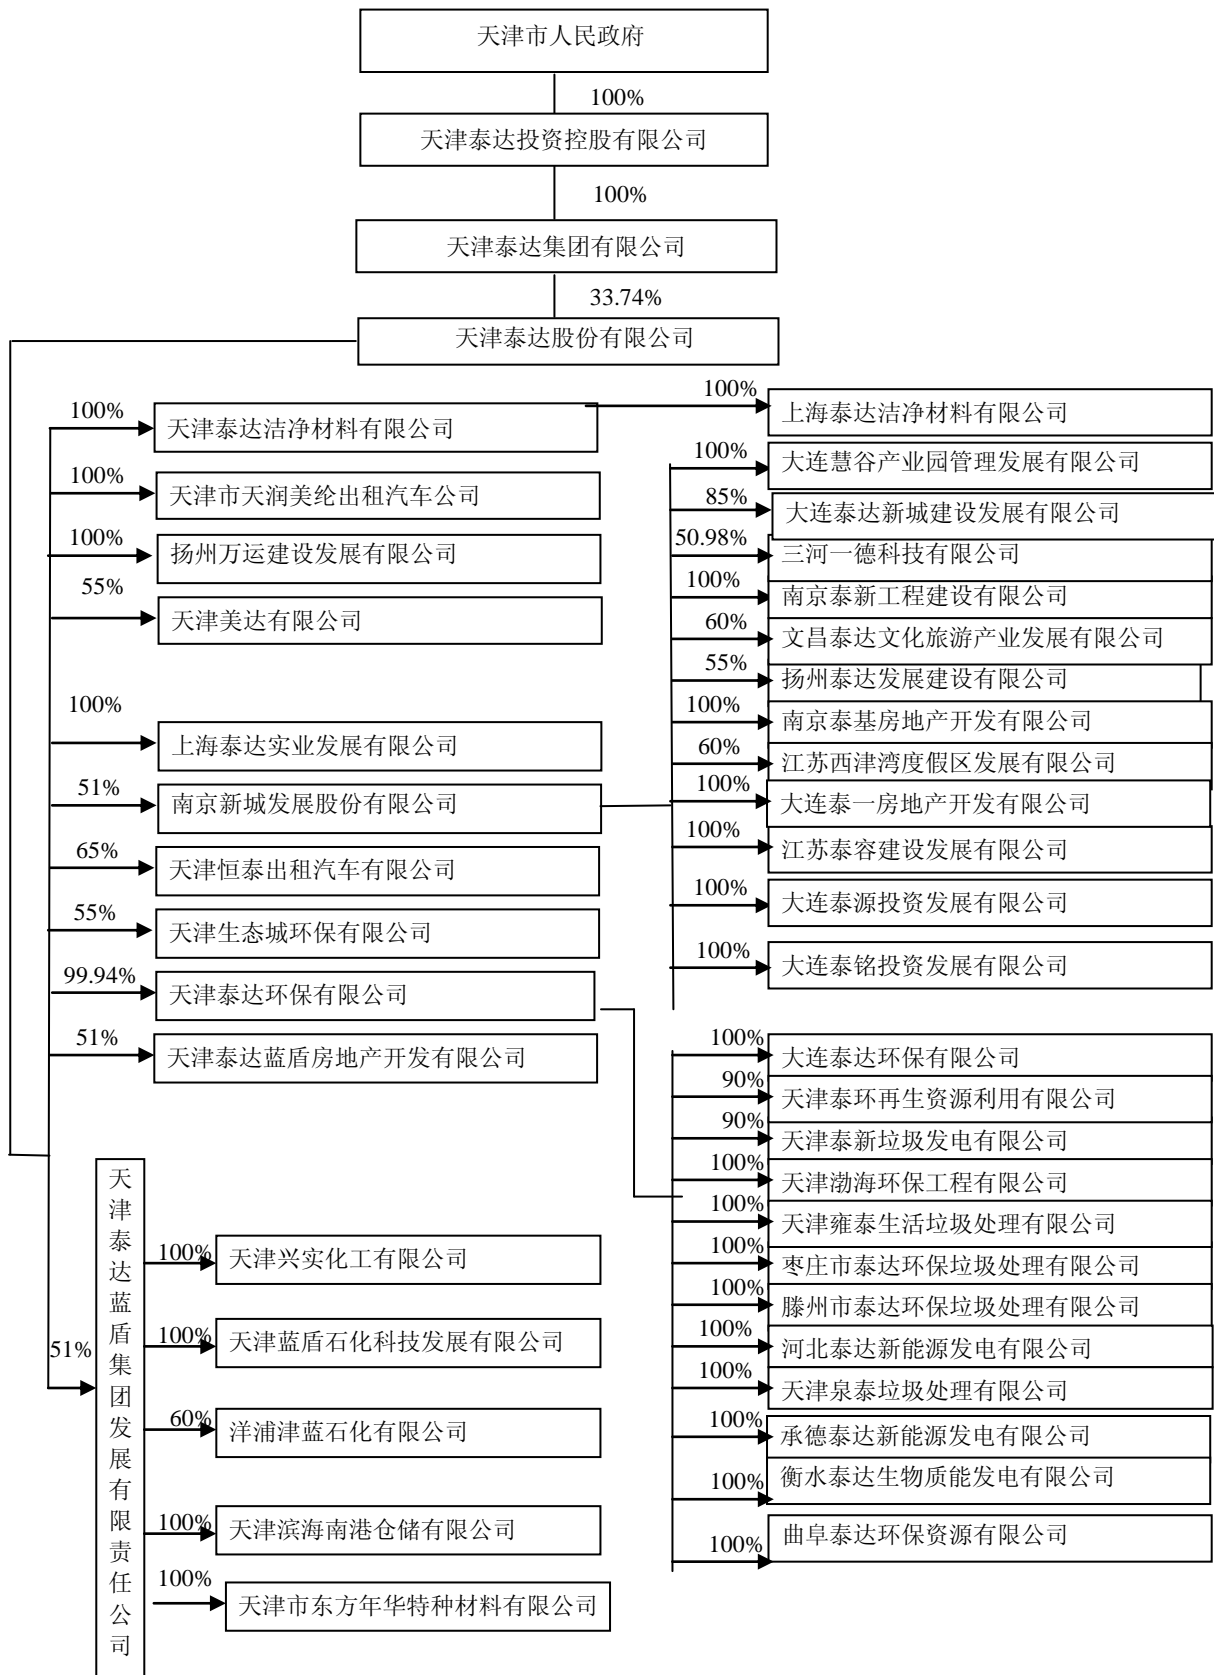 天津市人民政府
100%
天津泰达投资控股有限公司
100%
天津泰达集团有限公司
33.74%
天津泰达股份有限公司
100%
天津泰达洁净材料有限公司
100%
上海泰达洁净材料有限公司
100%
天津市天润美纶出租汽车公司
100%
扬州万运建设发展有限公司
55%
天津美达有限公司
100%
上海泰达实业发展有限公司
51%
南京新城发展股份有限公司
65%
天津恒泰出租汽车有限公司
55%
天津生态城环保有限公司
99.94%
天津泰达环保有限公司
51%
天津泰达蓝盾房地产开发有限公司
100%
大连慧谷产业园管理发展有限公司
85%
大连泰达新城建设发展有限公司
50.98%
三河一德科技有限公司
100%
南京泰新工程建设有限公司
60%
文昌泰达文化旅游产业发展有限公司
55%
扬州泰达发展建设有限公司
100%
南京泰基房地产开发有限公司
60%
江苏西津湾度假区发展有限公司
100%
大连泰一房地产开发有限公司
100%
江苏泰容建设发展有限公司
100%
大连泰源投资发展有限公司
100%
大连泰铭投资发展有限公司
100%
大连泰达环保有限公司
90%
天津泰环再生资源利用有限公司
90%
天津泰新垃圾发电有限公司
100%
天津渤海环保工程有限公司
100%
天津雍泰生活垃圾处理有限公司
100%
枣庄市泰达环保垃圾处理有限公司
100%
滕州市泰达环保垃圾处理有限公司
100%
河北泰达新能源发电有限公司
100%
天津泉泰垃圾处理有限公司
100%
承德泰达新能源发电有限公司
100%
衡水泰达生物质能发电有限公司
100%
曲阜泰达环保资源有限公司
51%
天津泰达蓝盾集团发展有限责任公司
100%
天津兴实化工有限公司
100%
天津蓝盾石化科技发展有限公司
60%
洋浦津蓝石化有限公司
100%
天津滨海南港仓储有限公司
100%
天津市东方年华特种材料有限公司